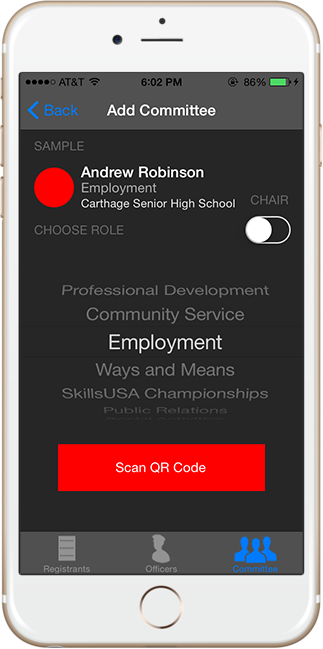 AT&T 6:02 PM 86%
Back Add Committee
SAMPLE
Andrew Robinson
Employment
Carthage Senior High School
CHAIR
CHOOSE ROLE
Professional Development
Community Service
Employment
Ways and Means
SkillsUSA Championships
Public Relations
Scan QR Code
Registrants Officers Committee